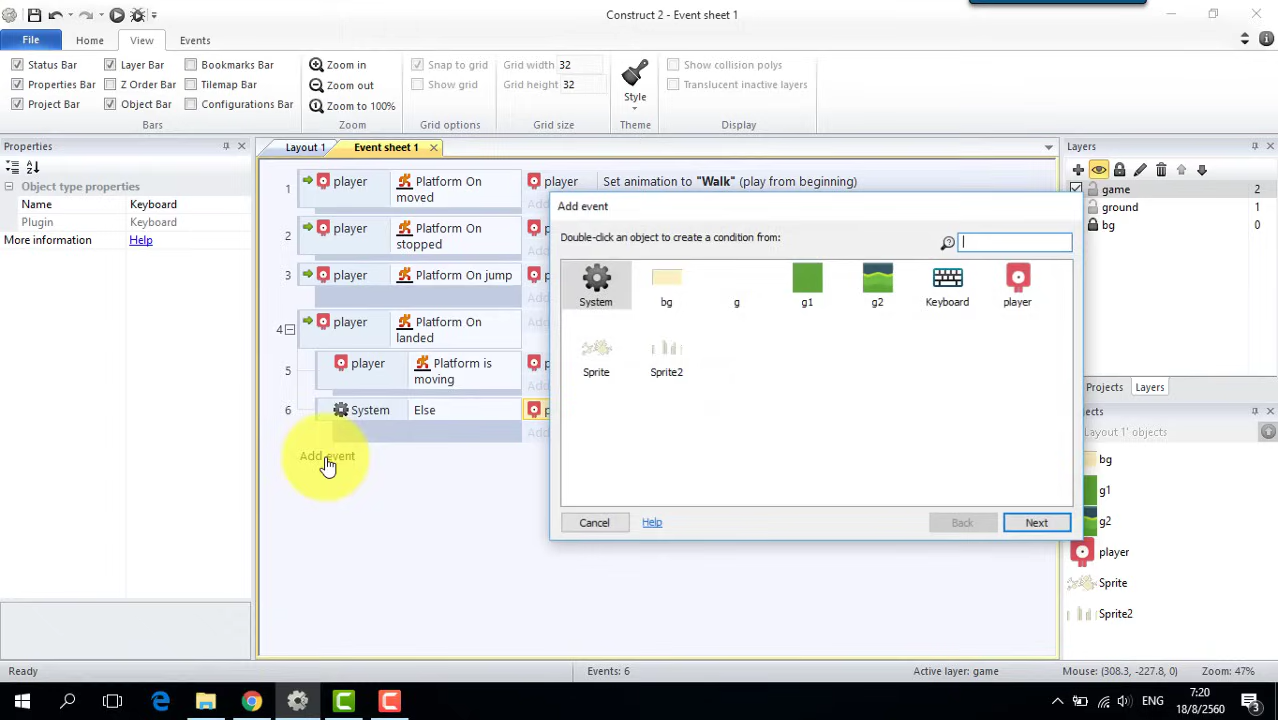 Construct 2 - Event sheet 1
File Home View Events
Status Bar Layer Bar Bookmarks Bar
Properties Bar Z Order Bar Tilemap Bar
Project Bar Object Bar Configurations Bar
Bars
Zoom in
Zoom out
Zoom to 100%
Zoom
Snap to grid
Show grid
Grid options
Grid width 32
Grid height 32
Grid size
Style
Theme
Show collision polys
Translucent inactive layers
Display
Properties
Object type properties
Name Keyboard
Plugin Keyboard
More information Help
Layout 1 Event sheet 1
1 player Platform On moved player Set animation to "Walk" (play from beginning)
2 player Platform On stopped
3 player Platform On jump
4 player Platform On landed
5 player Platform is moving
6 System Else
Add event
Add event
Double-click an object to create a condition from:
System bg g g1 g2 Keyboard player
Sprite Sprite2
Cancel Help Back Next
Layers
game 2
ground 1
bg 0
Projects Layers
Layout 1' objects
bg
g1
g2
player
Sprite
Sprite2
Ready Events: 6 Active layer: game Mouse: (308.3, -227.8, 0) Zoom: 47%
ENG
7:20
18/8/2560
3